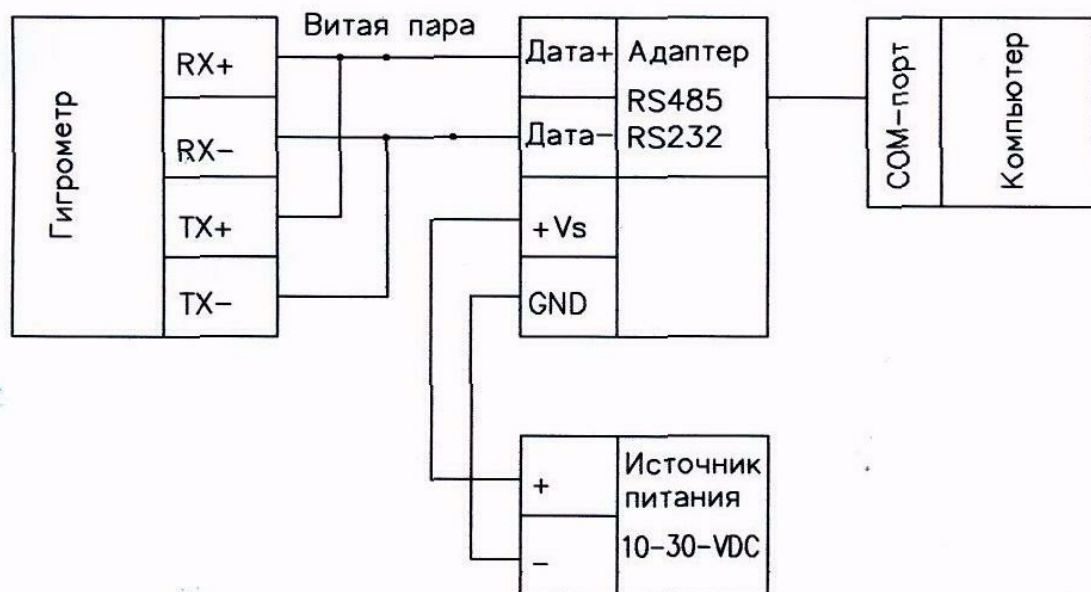 Гигрометр
RX+
RX-
TX+
TX-
Витая пара
Дата+
Дата-
+Vs
GND
Адаптер
RS485
RS232
COM-порт
Компьютер
+
-
Источник
питания
10-30-VDC